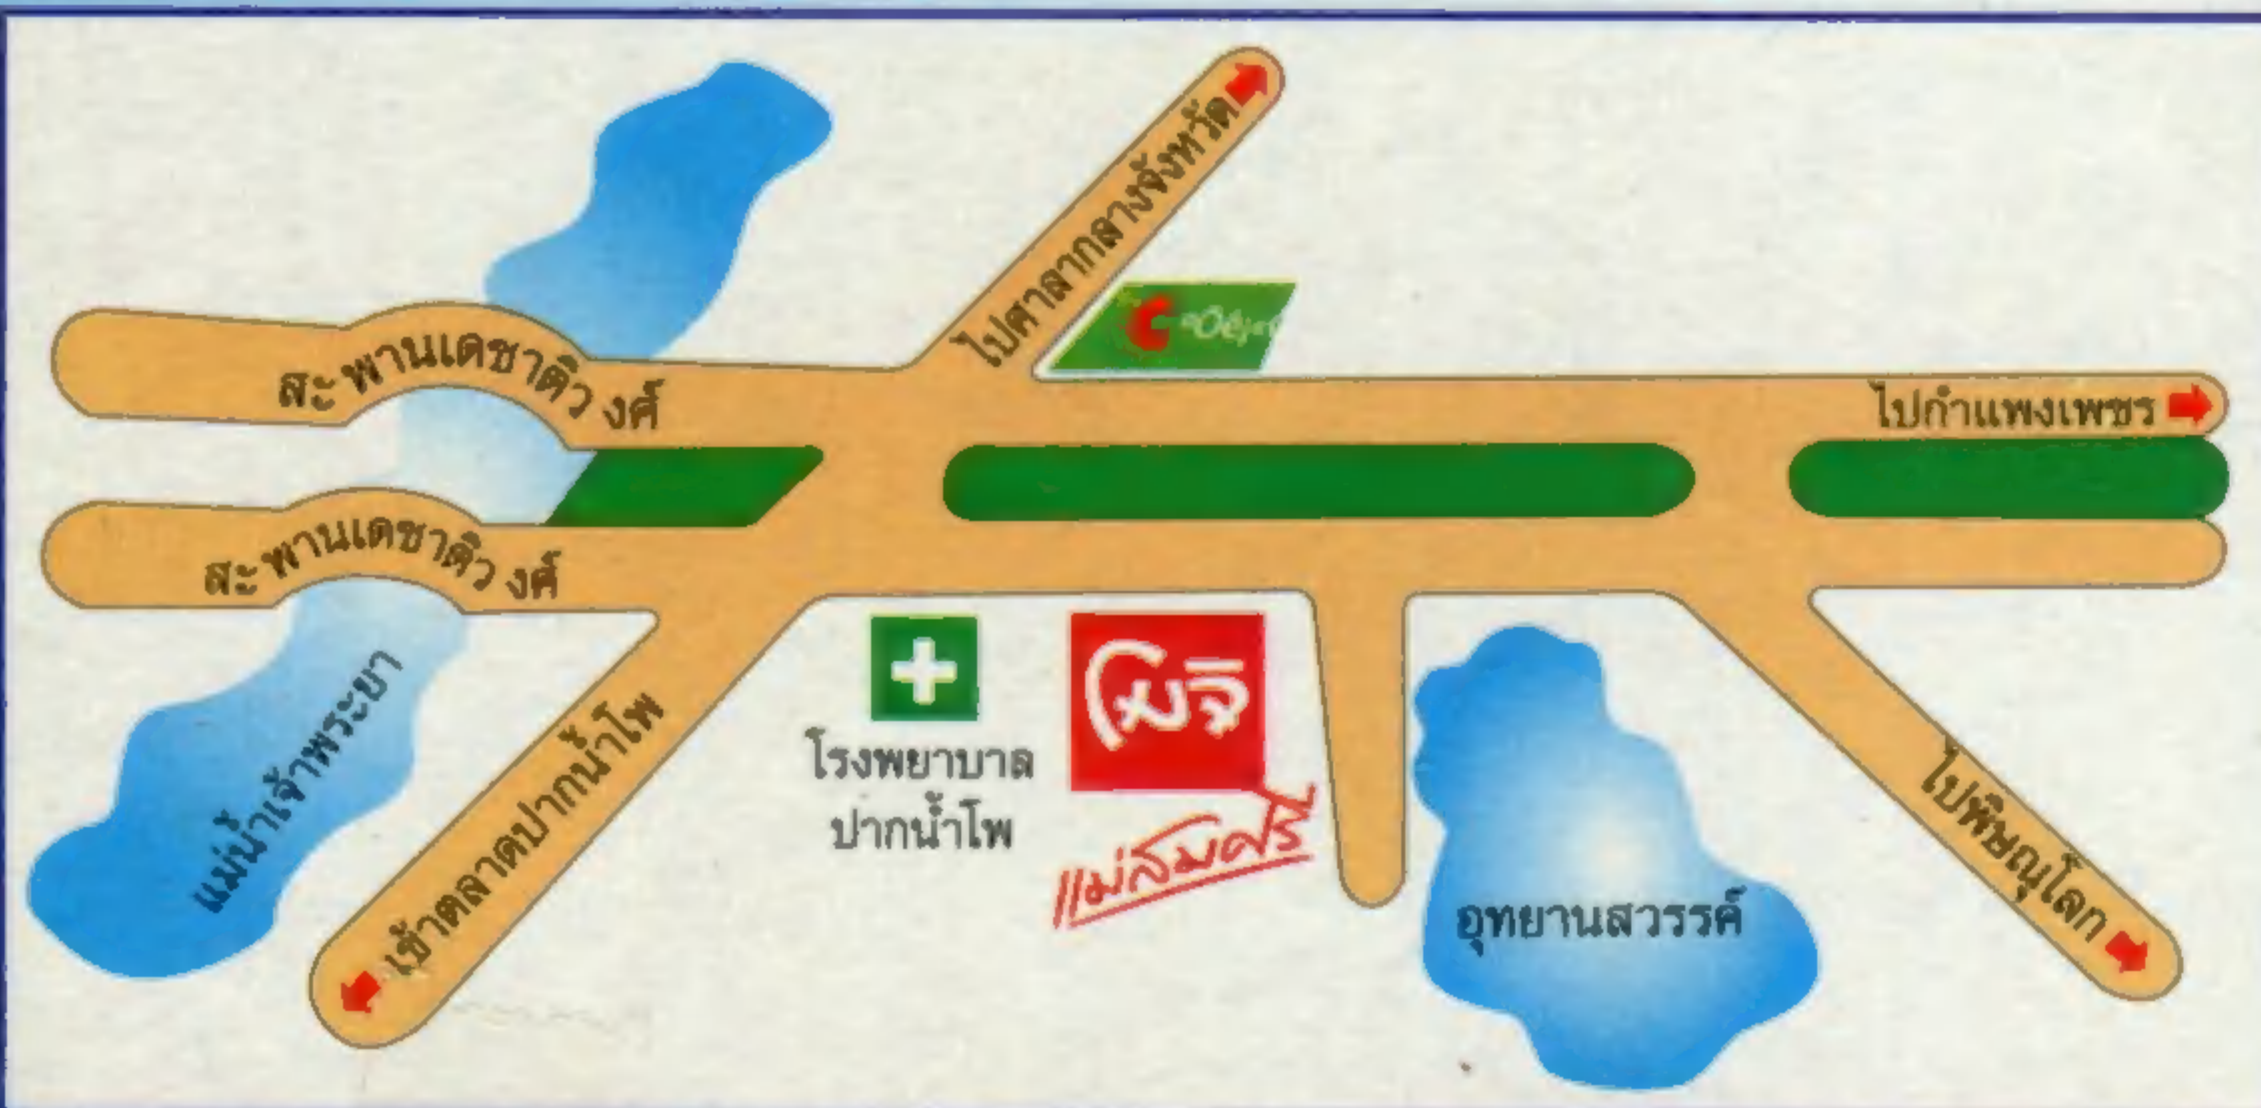 ไปศาลากลางจังหวัด
สะพานเดชาติวงศ์
ไปกำแพงเพชร
สะพานเดชาติวงศ์
แม่น้ำเจ้าพระยา
เข้าตลาดปากน้ำโพ
โรงพยาบาล
ปากน้ำโพ
โมจิ
แม่สมศรี
อุทยานสวรรค์
ไปพิษณุโลก